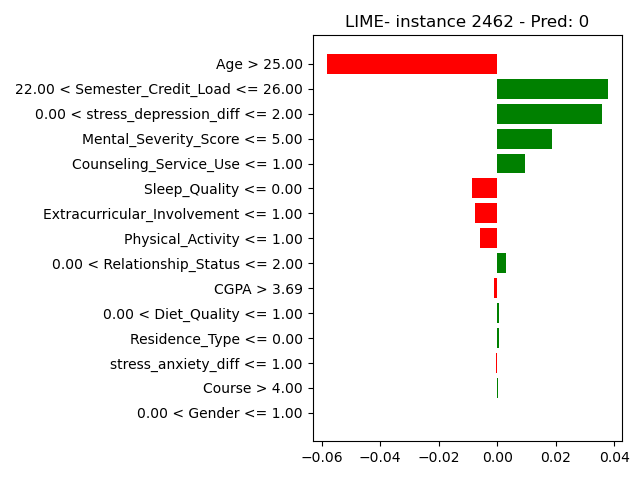 LIME- instance 2462 - Pred: 0
Age > 25.00
22.00 < Semester_Credit_Load <= 26.00
0.00 < stress_depression_diff <= 2.00
Mental_Severity_Score <= 5.00
Counseling_Service_Use <= 1.00
Sleep_Quality <= 0.00
Extracurricular_Involvement <= 1.00
Physical_Activity <= 1.00
0.00 < Relationship_Status <= 2.00
CGPA > 3.69
0.00 < Diet_Quality <= 1.00
Residence_Type <= 0.00
stress_anxiety_diff <= 1.00
Course > 4.00
0.00 < Gender <= 1.00
−0.06 −0.04 −0.02 0.00 0.02 0.04